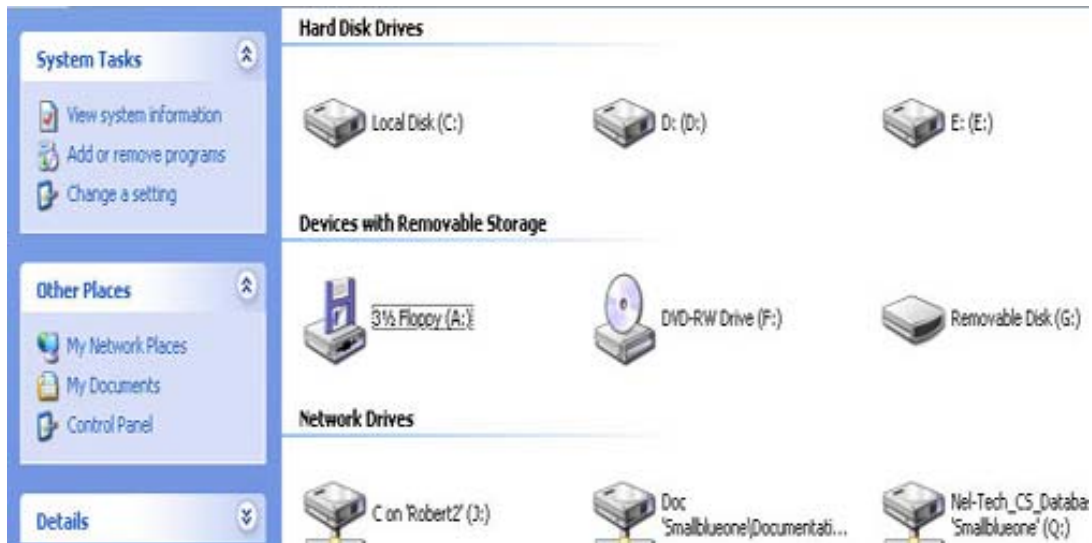 System Tasks
View system information
Add or remove programs
Change a setting
Other Places
My Network Places
My Documents
Control Panel
Details
Hard Disk Drives
Local Disk (C:)
D: (D:)
E: (E:)
Devices with Removable Storage
3½ Floppy (A:)
DVD-RW Drive (F:)
Removable Disk (G:)
Network Drives
C on 'Robert2' (J:)
Doc
'Smallblueone\Documentati...
Nel-Tech_CS_Databas
'Smallblueone' (Q:)